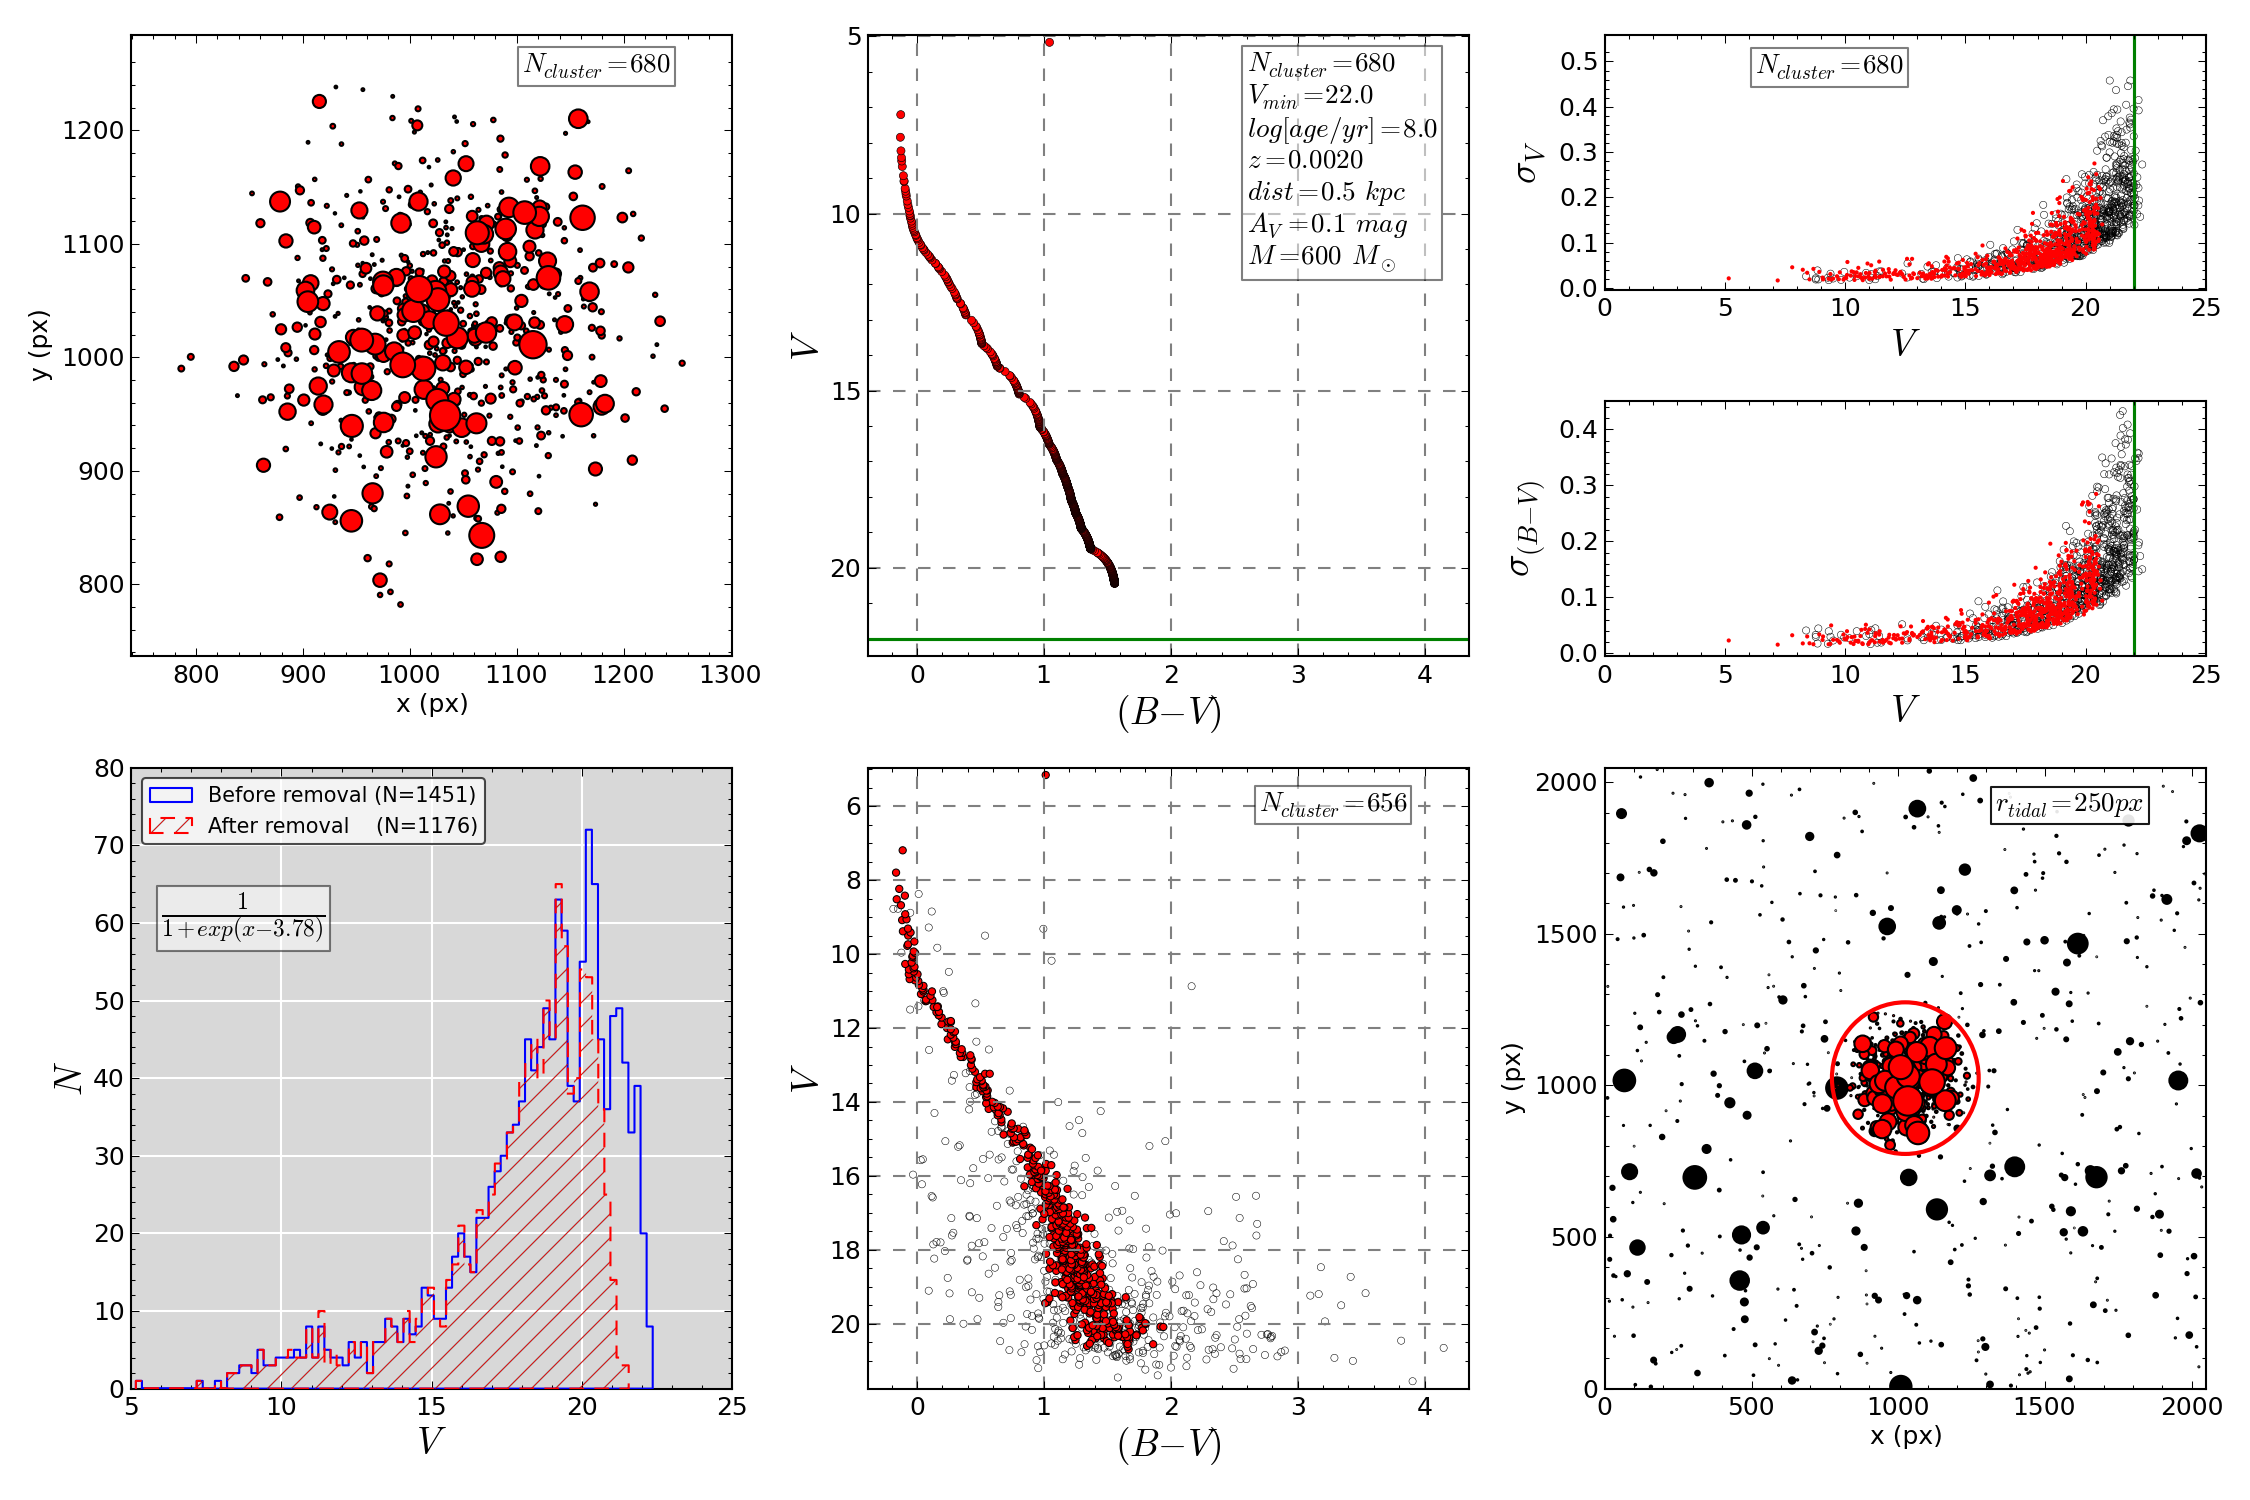 N_cluster=680
1200
1100
1000
900
800
y (px)
800 900 1000 1100 1200 1300
x (px)
5
10
15
20
V
N_cluster=680
V_min=22.0
log[age/yr]=8.0
z=0.0020
dist=0.5 kpc
A_V=0.1 mag
M=600 M_⊙
0 1 2 3 4
(B−V)
N_cluster=680
0.5
0.4
0.3
0.2
0.1
0.0
σ_V
0 5 10 15 20 25
V
0.4
0.3
0.2
0.1
0.0
σ_(B−V)
0 5 10 15 20 25
V
80
70
60
50
40
30
20
10
0
N
Before removal (N=1451)
After removal (N=1176)
1
1+exp(x−3.78)
5 10 15 20 25
V
6
8
10
12
14
16
18
20
V
N_cluster=656
0 1 2 3 4
(B−V)
2000
1500
1000
500
0
y (px)
r_tidal=250px
0 500 1000 1500 2000
x (px)